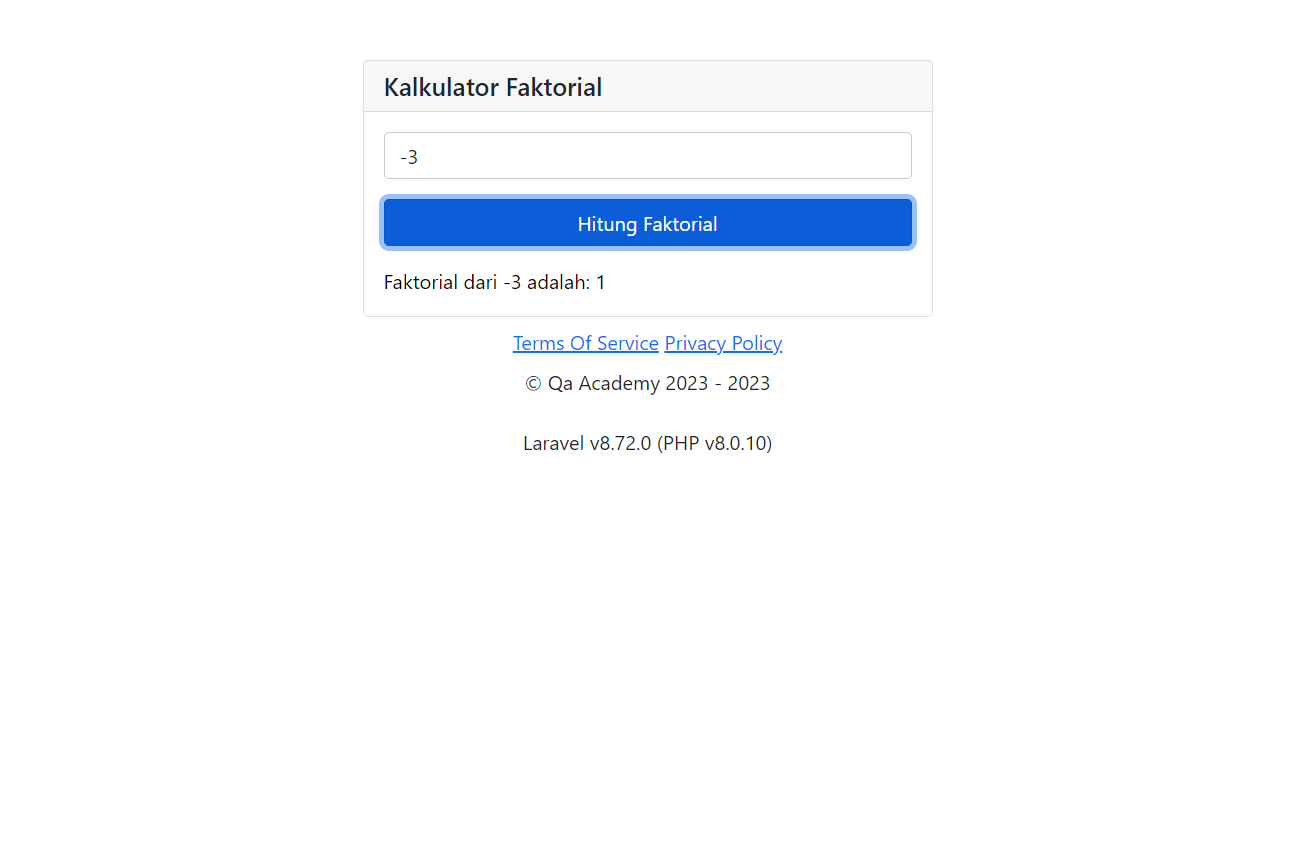 Kalkulator Faktorial
-3
Hitung Faktorial
Faktorial dari -3 adalah: 1
Terms Of Service Privacy Policy
© Qa Academy 2023 - 2023
Laravel v8.72.0 (PHP v8.0.10)